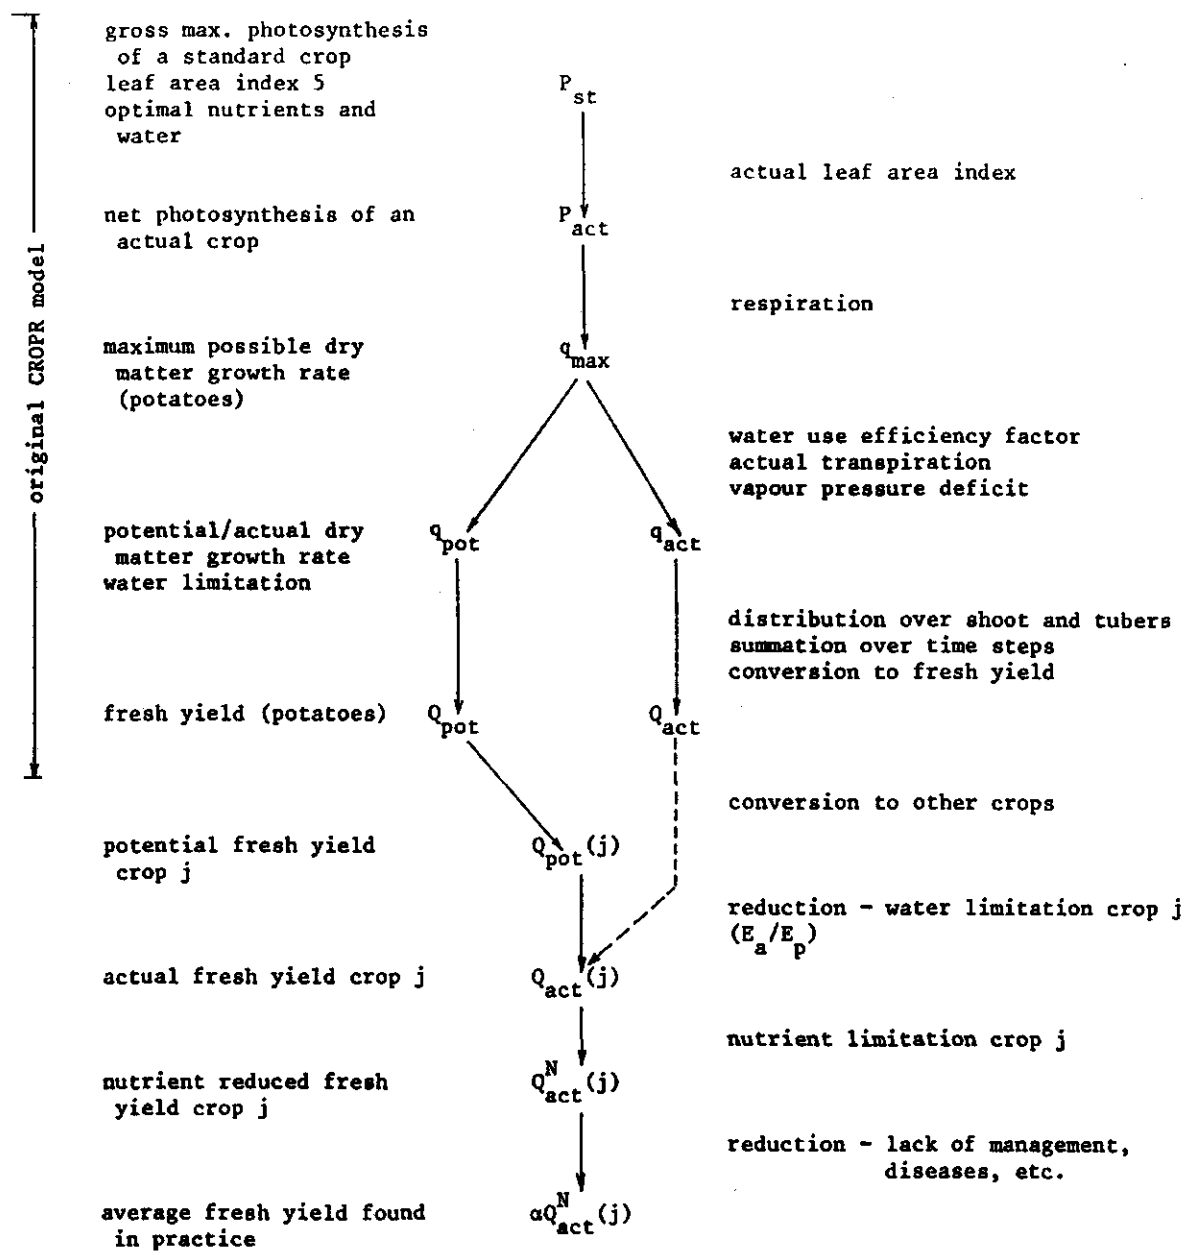 gross max. photosynthesis
of a standard crop
leaf area index 5
optimal nutrients and
water
P_st
actual leaf area index
net photosynthesis of an
actual crop
P_act
respiration
original CROPR model
maximum possible dry
matter growth rate
(potatoes)
q_max
water use efficiency factor
actual transpiration
vapour pressure deficit
potential/actual dry
matter growth rate
water limitation
q_pot
q_act
distribution over shoot and tubers
summation over time steps
conversion to fresh yield
fresh yield (potatoes)
Q_pot
Q_act
conversion to other crops
potential fresh yield
crop j
Q_pot(j)
reduction - water limitation crop j
(E_a/E_p)
actual fresh yield crop j
Q_act(j)
nutrient limitation crop j
nutrient reduced fresh
yield crop j
Q^N_act(j)
reduction - lack of management,
diseases, etc.
average fresh yield found
in practice
αQ^N_act(j)